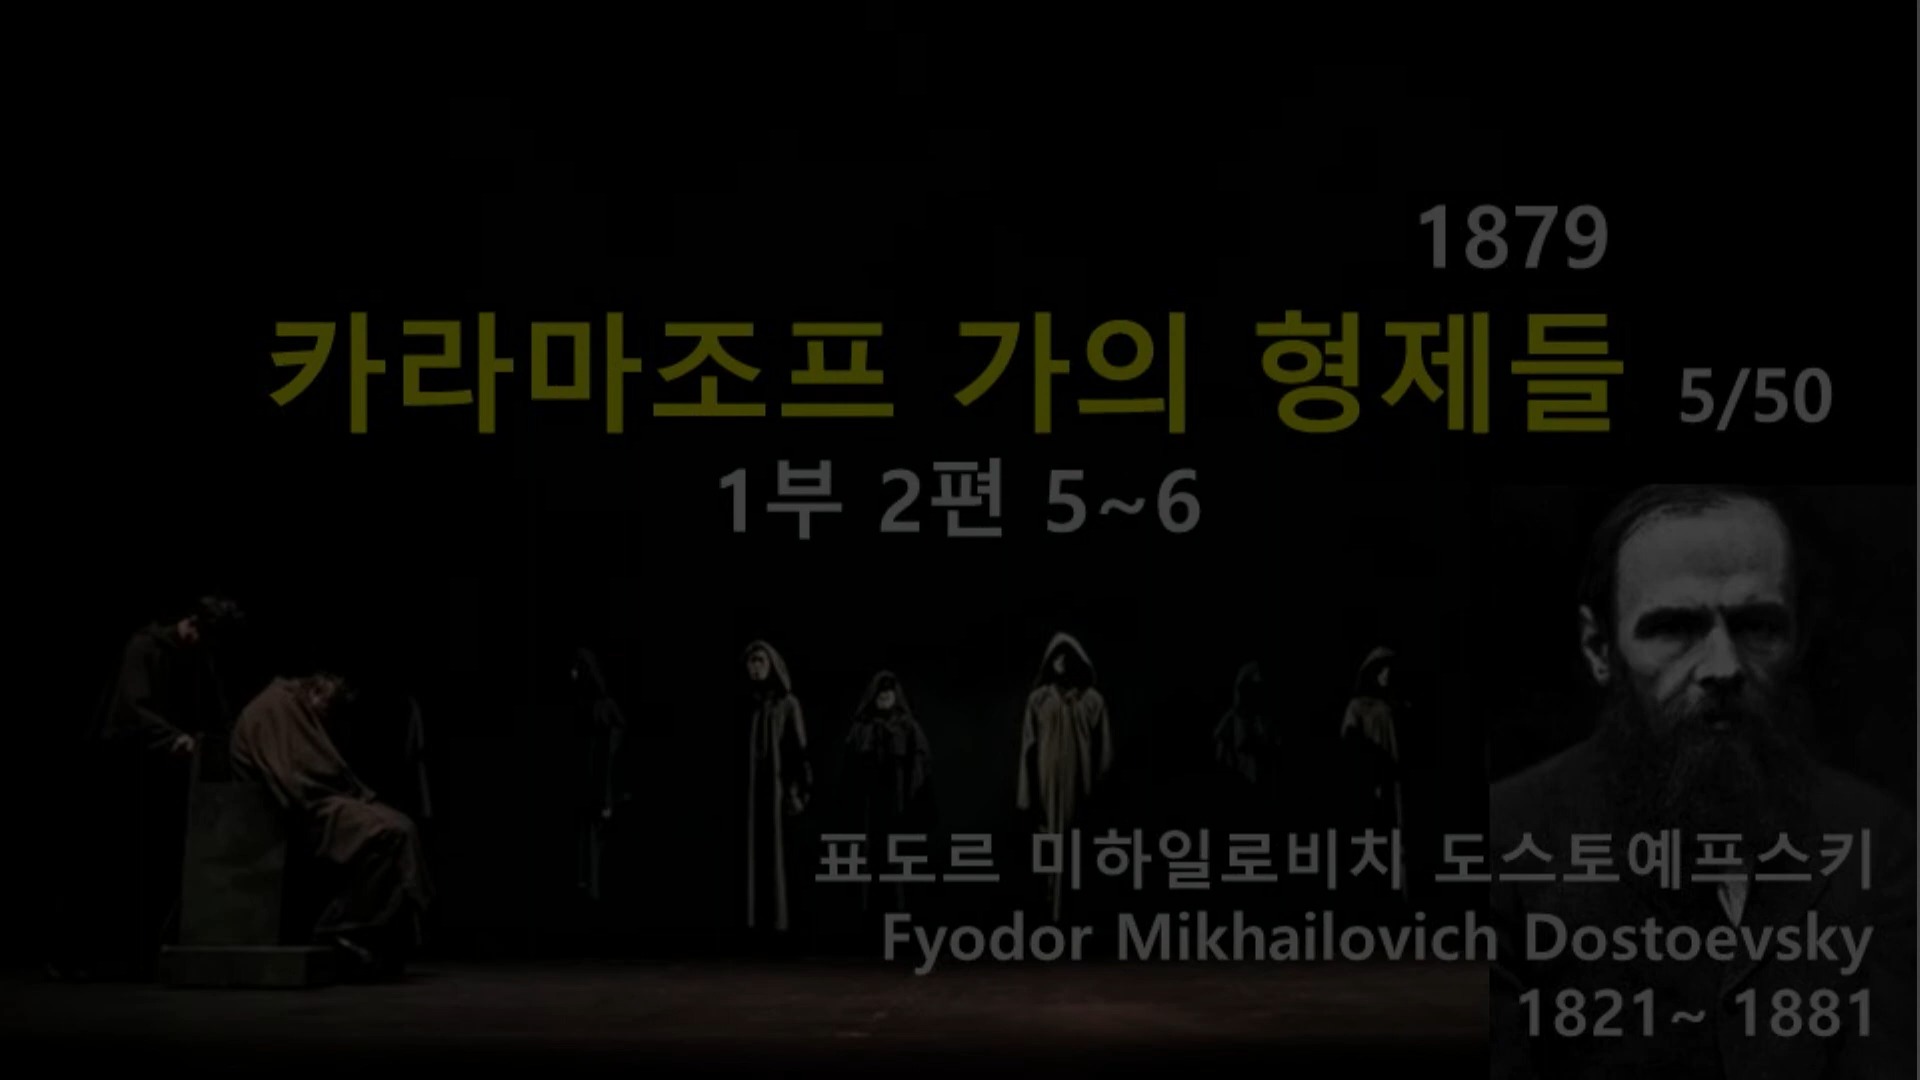 1879
카라마조프 가의 형제들 5/50
1부 2편 5~6
표도르 미하일로비차 도스토예프스키
Fyodor Mikhailovich Dostoevsky
1821~ 1881